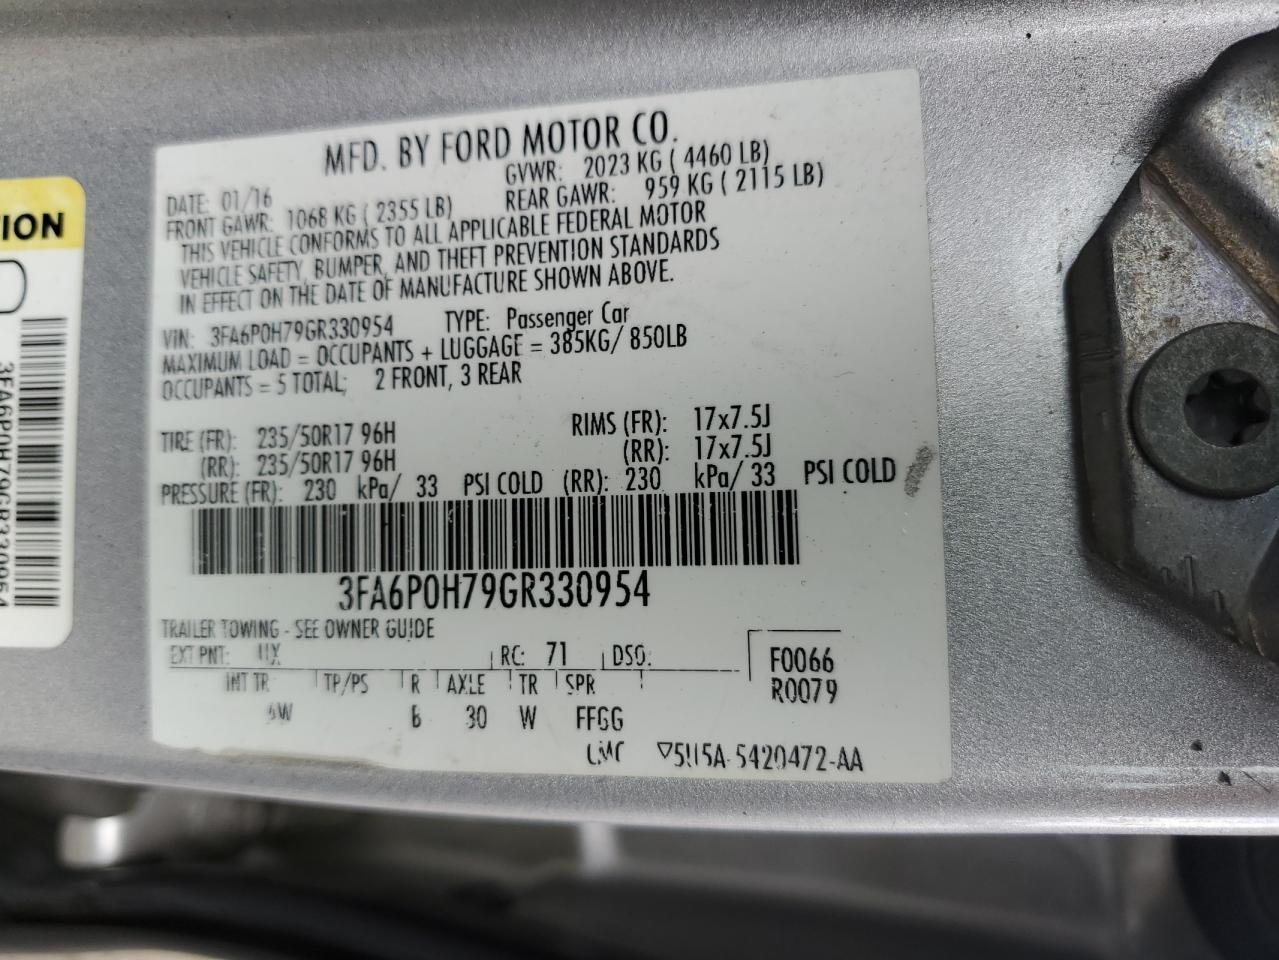 MFD. BY FORD MOTOR CO.
DATE: 01/16 GVWR: 2023 KG ( 4460 LB)
FRONT GAWR: 1068 KG ( 2355 LB) REAR GAWR: 959 KG ( 2115 LB)
THIS VEHICLE CONFORMS TO ALL APPLICABLE FEDERAL MOTOR
VEHICLE SAFETY, BUMPER, AND THEFT PREVENTION STANDARDS
IN EFFECT ON THE DATE OF MANUFACTURE SHOWN ABOVE.
VIN: 3FA6P0H79GR330954 TYPE: Passenger Car
MAXIMUM LOAD = OCCUPANTS + LUGGAGE = 385KG/ 850LB
OCCUPANTS = 5 TOTAL; 2 FRONT, 3 REAR
TIRE (FR): 235/50R17 96H RIMS (FR): 17x7.5J
(RR): 235/50R17 96H (RR): 17x7.5J
PRESSURE (FR): 230 kPa/ 33 PSI COLD (RR): 230 kPa/ 33 PSI COLD
3FA6P0H79GR330954
TRAILER TOWING - SEE OWNER GUIDE
EXT PNT: UX RC: 71 DSO: F0066
INT TR TP/PS R AXLE TR SPR R0079
6W 30 W FFGG
5420472-AA
ION
3FA6P0H79GR330954